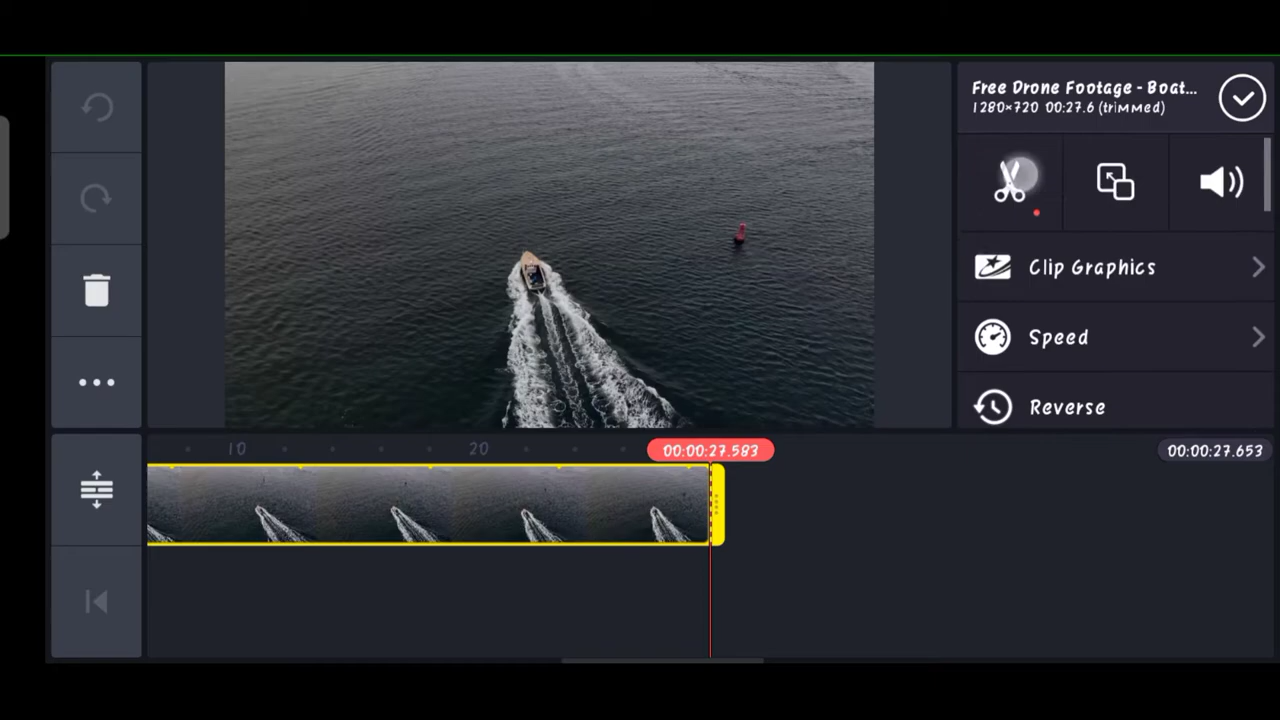 Free Drone Footage - Boat...
1280×720 00:27.6 (trimmed)
Clip Graphics
Speed
Reverse
10
20
00:00:27.583
00:00:27.653